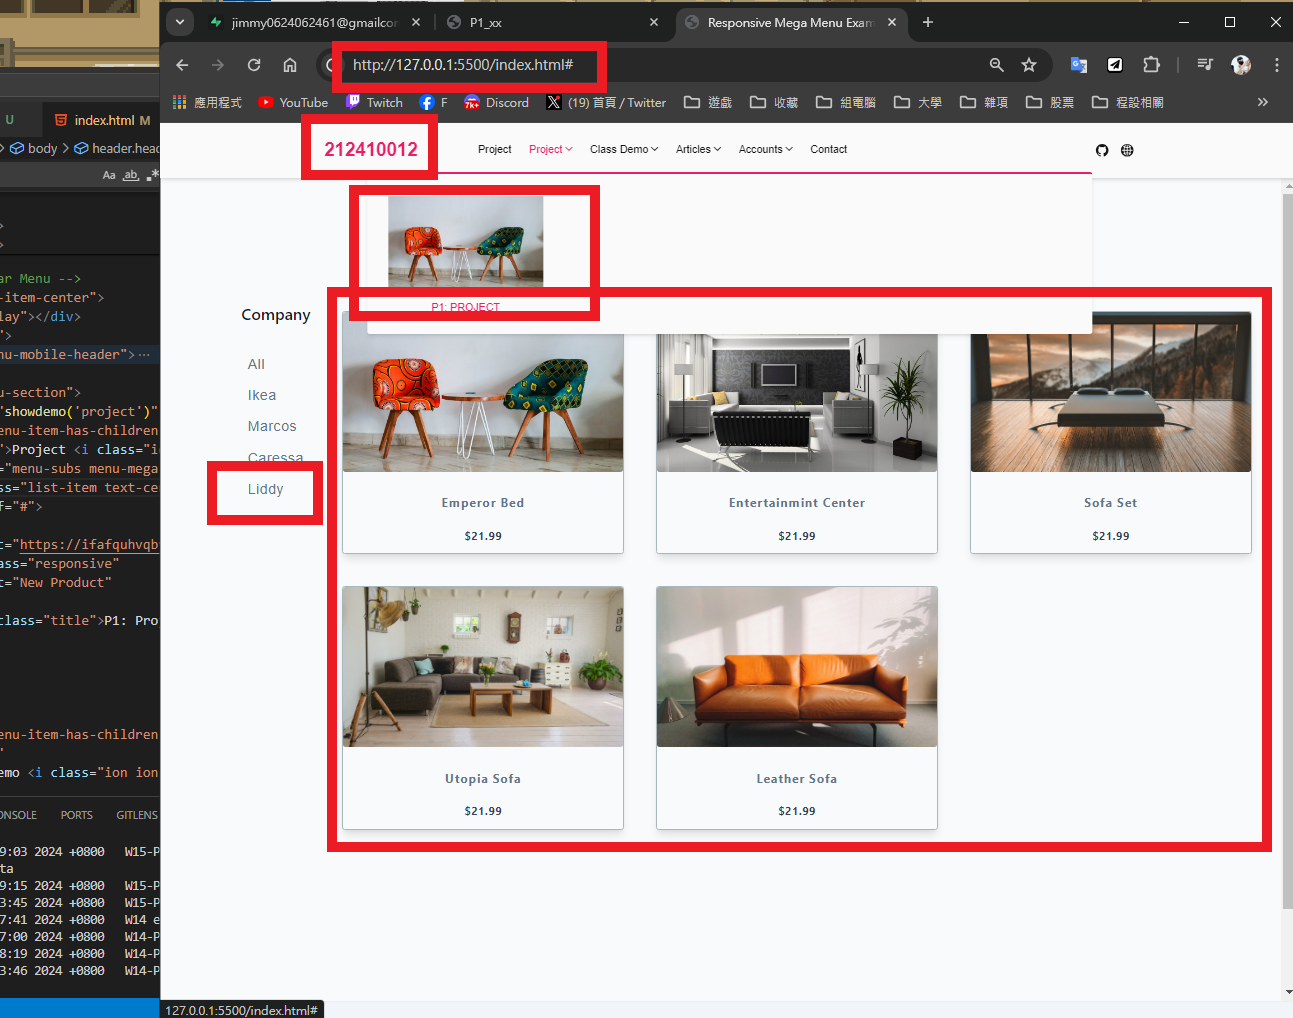 jimmy0624062461@gmailcor
P1_xx
Responsive Mega Menu Exam
http://127.0.0.1:5500/index.html#
應用程式
YouTube
Twitch
F
Discord
(19) 首頁 / Twitter
遊戲
收藏
組電腦
大學
雜項
股票
程設相關
U
index.html M
body
header.head
Aa
ab
212410012
Project
Project
Class Demo
Articles
Accounts
Contact
P1: PROJECT
Company
All
Ikea
Marcos
Caressa
Liddy
Emperor Bed
$21.99
Entertainmint Center
$21.99
Sofa Set
$21.99
Utopia Sofa
$21.99
Leather Sofa
$21.99
>
>
ar Menu -->
-item-center">
lay"></div>
">
nu-mobile-header">
nu-section">
"showdemo('project')"
enu-item-has-children
">Project <i class="i
="menu-subs menu-mega
ss="list-item text-ce
f="#">
c="https://ifafquhvqb
ass="responsive"
t="New Product"
class="title">P1: Pro
enu-item-has-children
"
emo <i class="ion ion
ONSOLE
PORTS
GITLENS
9:03 2024 +0800 W15-P
ta
9:15 2024 +0800 W15-P
3:45 2024 +0800 W15-P
7:41 2024 +0800 W14 e
7:00 2024 +0800 W14-P
8:19 2024 +0800 W14-P
3:46 2024 +0800 W14-P
127.0.0.1:5500/index.html#